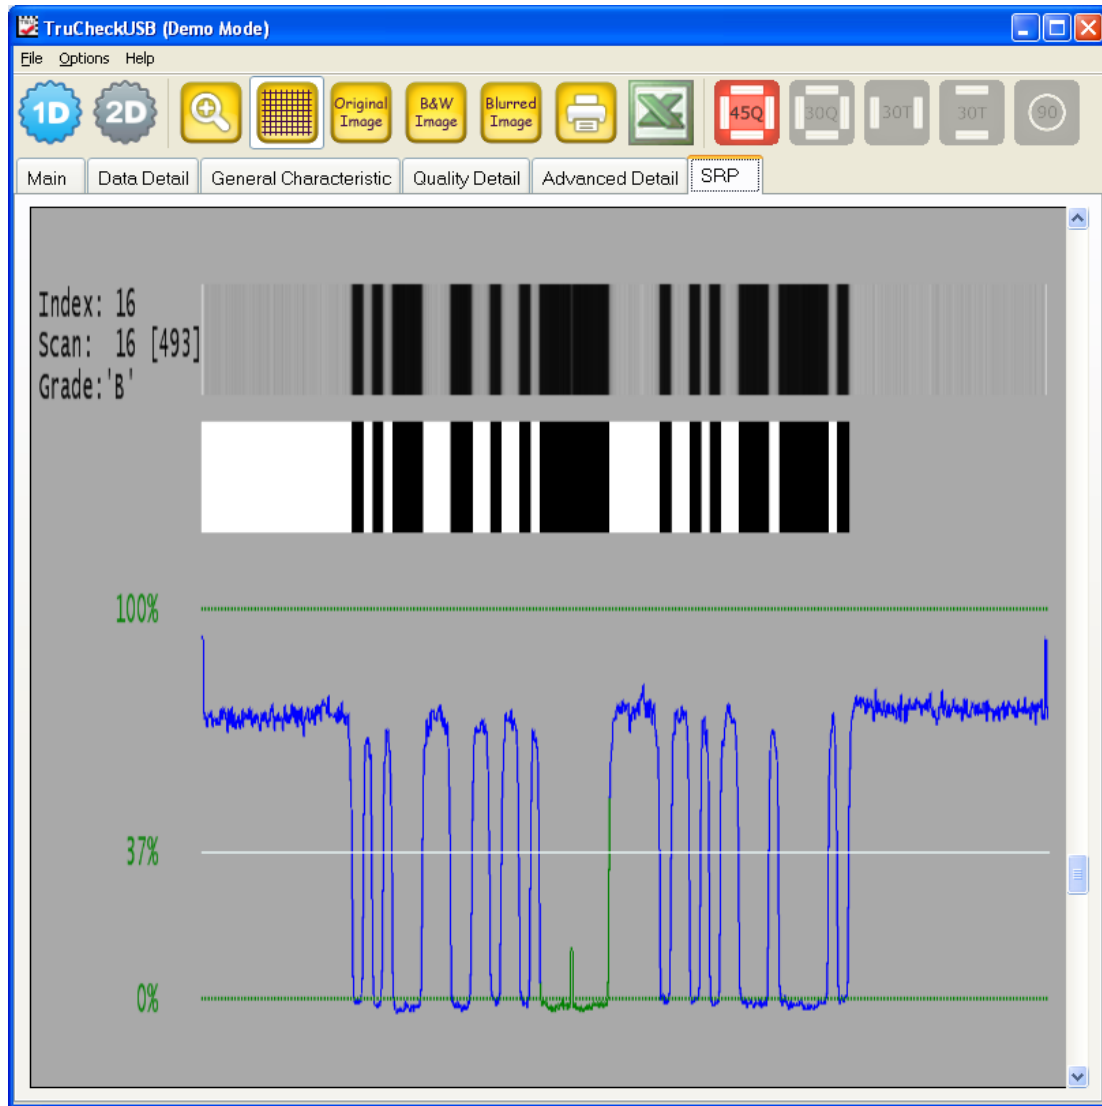 TruCheckUSB (Demo Mode)
File Options Help
1D 2D Original Image B&W Image Blurred Image 45Q 30Q 30T 30T 90
Main Data Detail General Characteristic Quality Detail Advanced Detail SRP
Index: 16
Scan: 16 [493]
Grade:'B'
100%
37%
0%